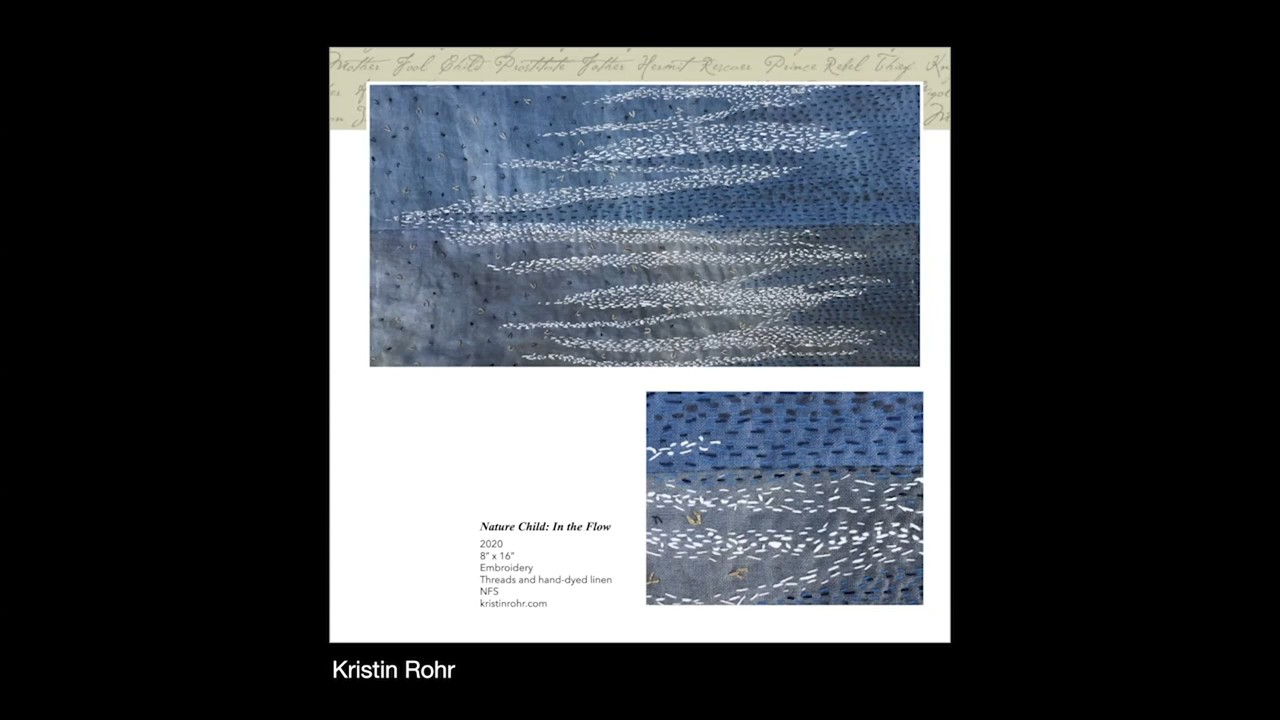 Mother Fool Child Prostitute Father Hermit Rescuer Prince Rebel Thief Kn
Nature Child: In the Flow
2020
8" x 16"
Embroidery
Threads and hand-dyed linen
NFS
kristinrohr.com
Kristin Rohr